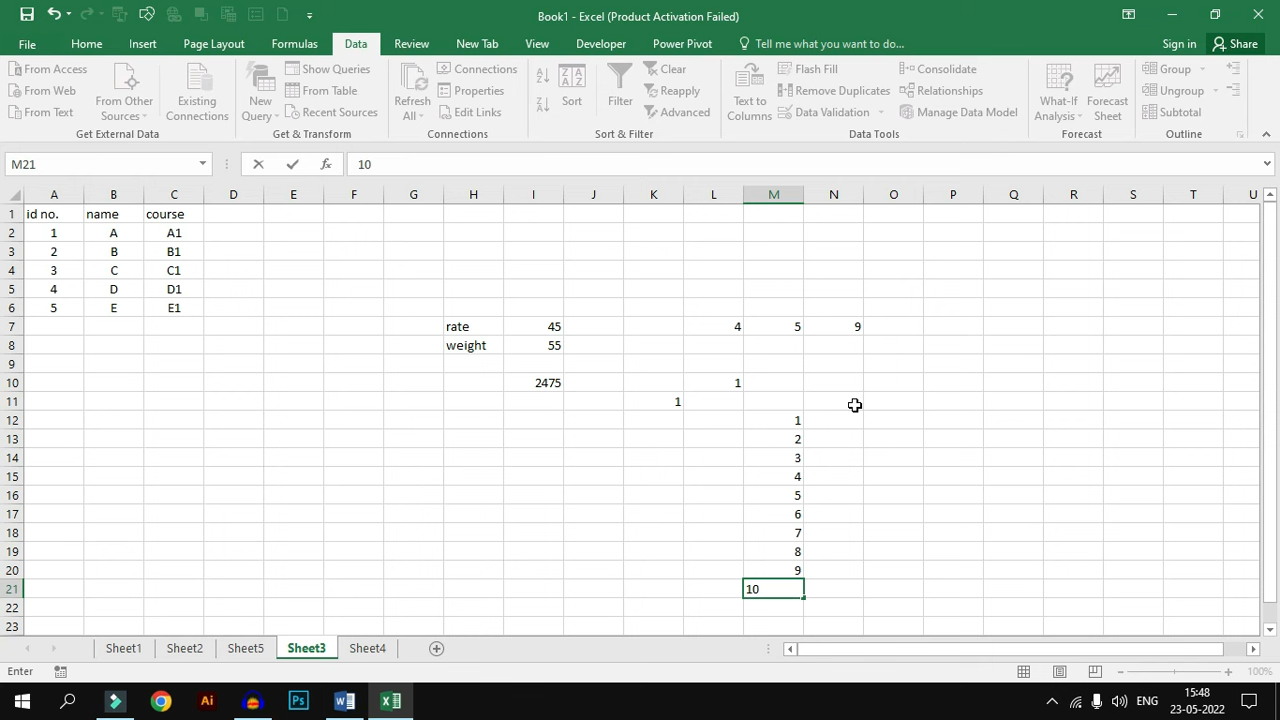 Book1 - Excel (Product Activation Failed)
File Home Insert Page Layout Formulas Data Review New Tab View Developer Power Pivot Tell me what you want to do... Sign in Share
From Access
From Web
From Text
From Other Sources
Existing Connections
Get External Data
New Query
Show Queries
From Table
Recent Sources
Get & Transform
Refresh All
Connections
Properties
Edit Links
Connections
Sort
Filter
Clear
Reapply
Advanced
Sort & Filter
Text to Columns
Flash Fill
Remove Duplicates
Data Validation
Consolidate
Relationships
Manage Data Model
Data Tools
What-If Analysis
Forecast Sheet
Forecast
Group
Ungroup
Subtotal
Outline
M21 fx 10
A B C D E F G H I J K L M N O P Q R S T U
1 id no. name course
2 1 A A1
3 2 B B1
4 3 C C1
5 4 D D1
6 5 E E1
7 rate 45 4 5 9
8 weight 55
9
10 2475 1
11 1
12 1
13 2
14 3
15 4
16 5
17 6
18 7
19 8
20 9
21 10
22
23
Sheet1 Sheet2 Sheet5 Sheet3 Sheet4
Enter 100%
Ai Ps ENG 15:48
23-05-2022